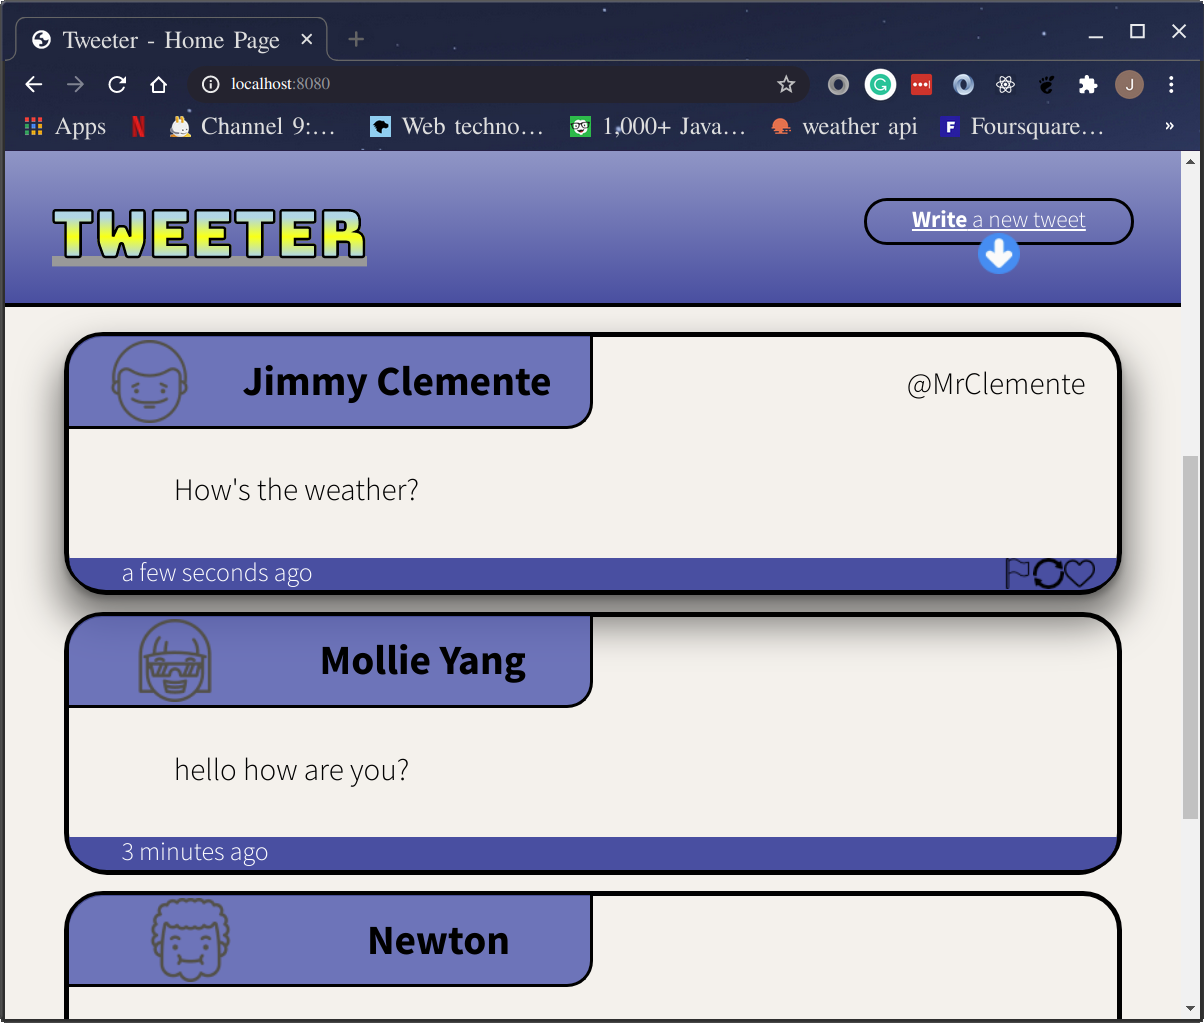 Tweeter - Home Page
localhost:8080
J
Apps
N
Channel 9:...
Web techno...
1,000+ Java...
weather api
F
Foursquare...
»
TWEETER
Write a new tweet
Jimmy Clemente
@MrClemente
How's the weather?
a few seconds ago
Mollie Yang
hello how are you?
3 minutes ago
Newton